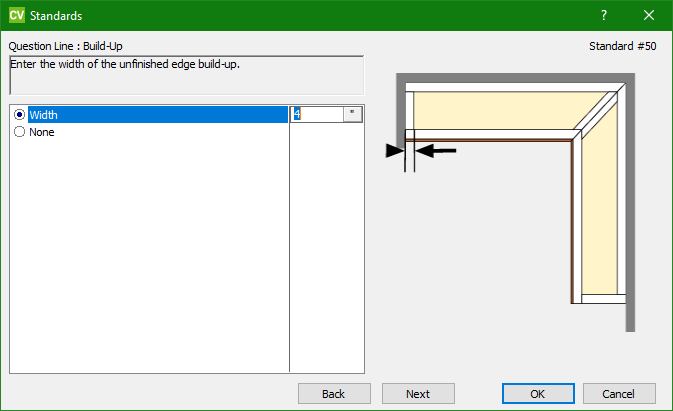 CV Standards ?
Question Line : Build-Up Standard #50
Enter the width of the unfinished edge build-up.
Width 4 "
None
Back Next OK Cancel